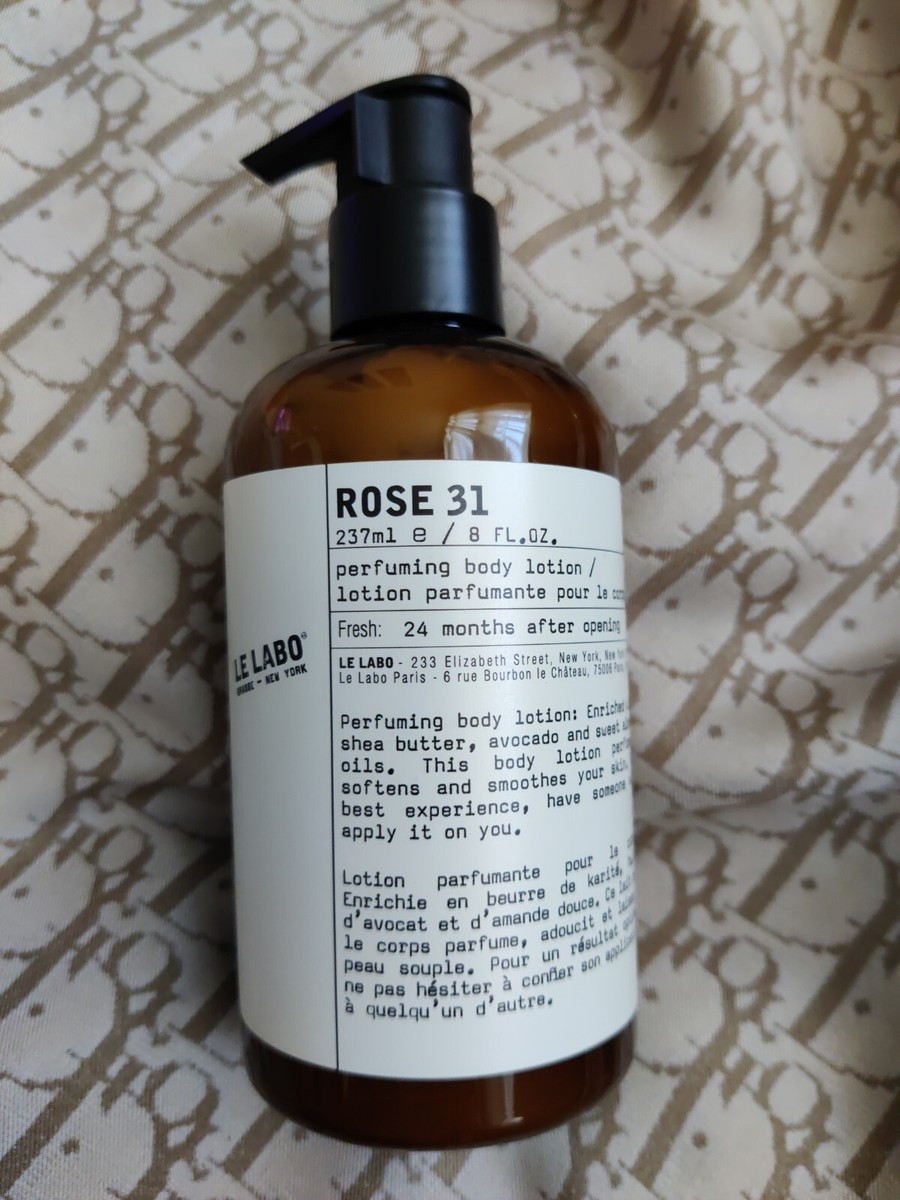 ROSE 31
237ml e / 8 FL.OZ.
perfuming body lotion /
lotion parfumante pour le
Fresh: 24 months after opening
LE LABO®
GRASSE - NEW YORK
LE LABO - 233 Elizabeth Street, New York, New
Le Labo Paris - 6 rue Bourbon le Château, 75006
Perfuming body lotion: Enriched
shea butter, avocado and sweet
oils. This body lotion
softens and smoothes your skin.
best experience, have someone
apply it on you.
Lotion parfumante pour le
Enrichie en beurre de karité,
d'avocat et d'amande douce. Ce
le corps parfume, adoucit et
peau souple. Pour un résultat
ne pas hésiter à confier son
à quelqu'un d'autre.